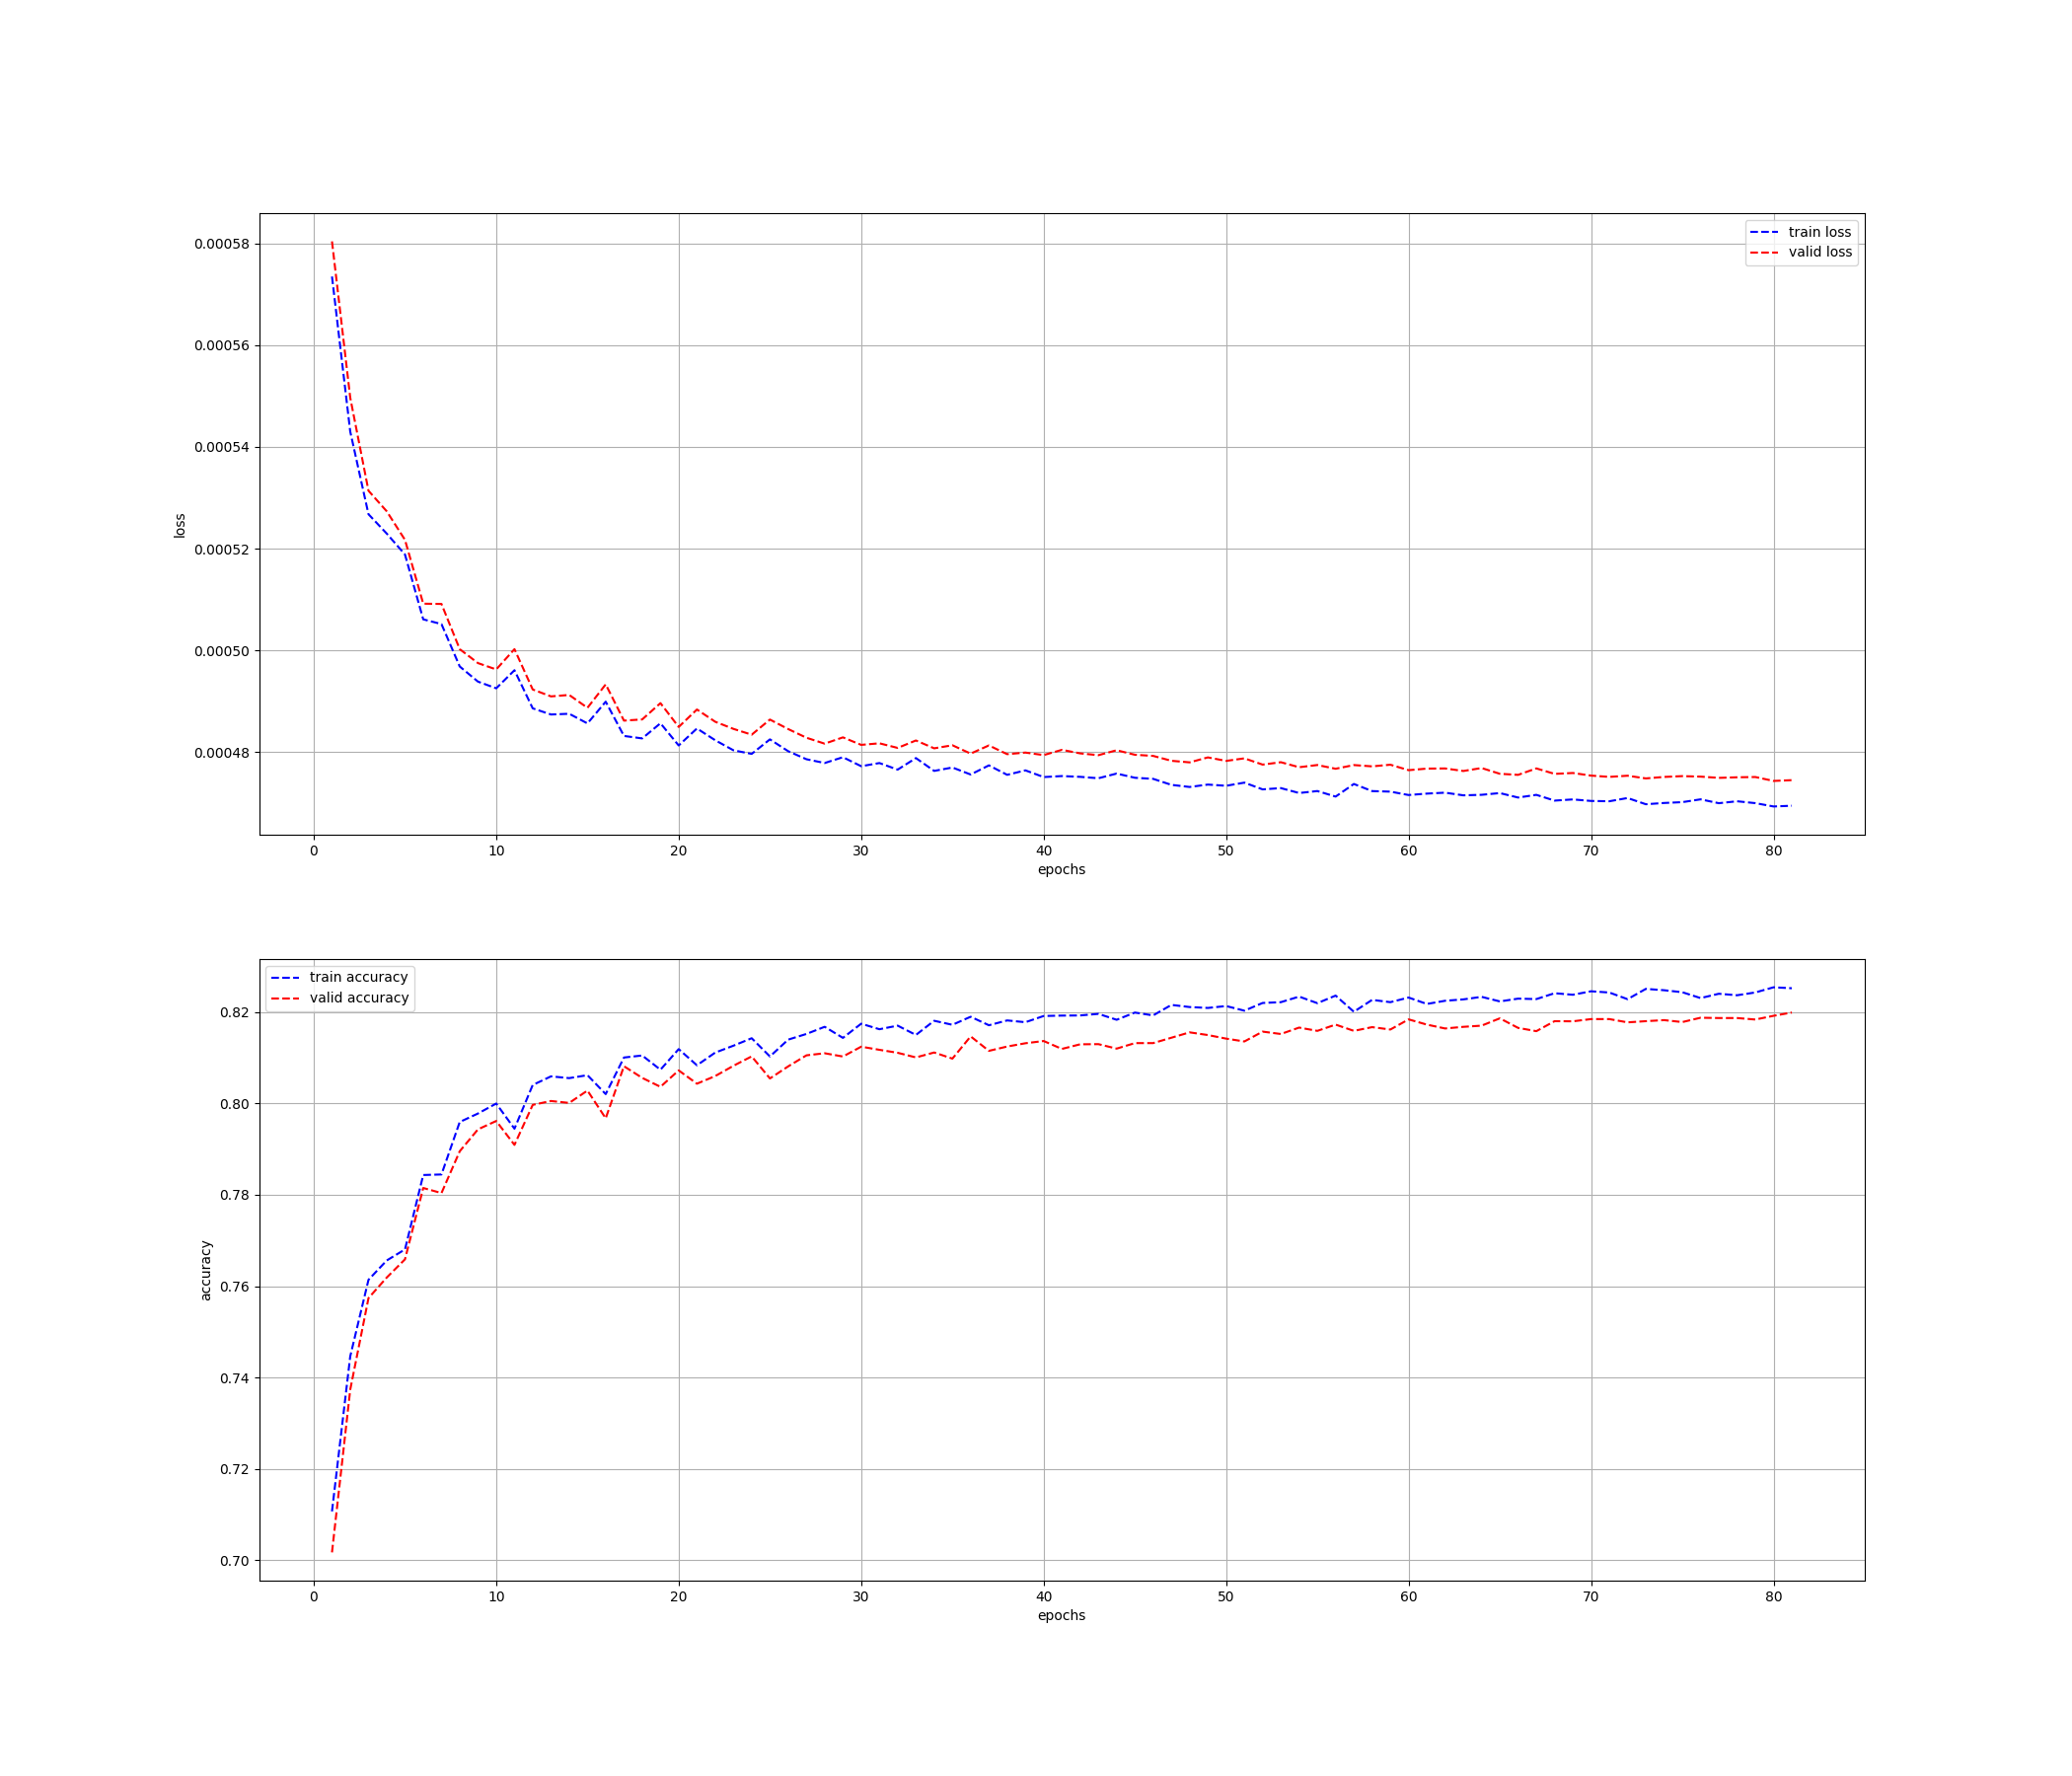 train loss
valid loss
0.00058
0.00056
0.00054
0.00052
0.00050
0.00048
loss
0 10 20 30 40 50 60 70 80
epochs
train accuracy
valid accuracy
0.82
0.80
0.78
0.76
0.74
0.72
0.70
accuracy
0 10 20 30 40 50 60 70 80
epochs